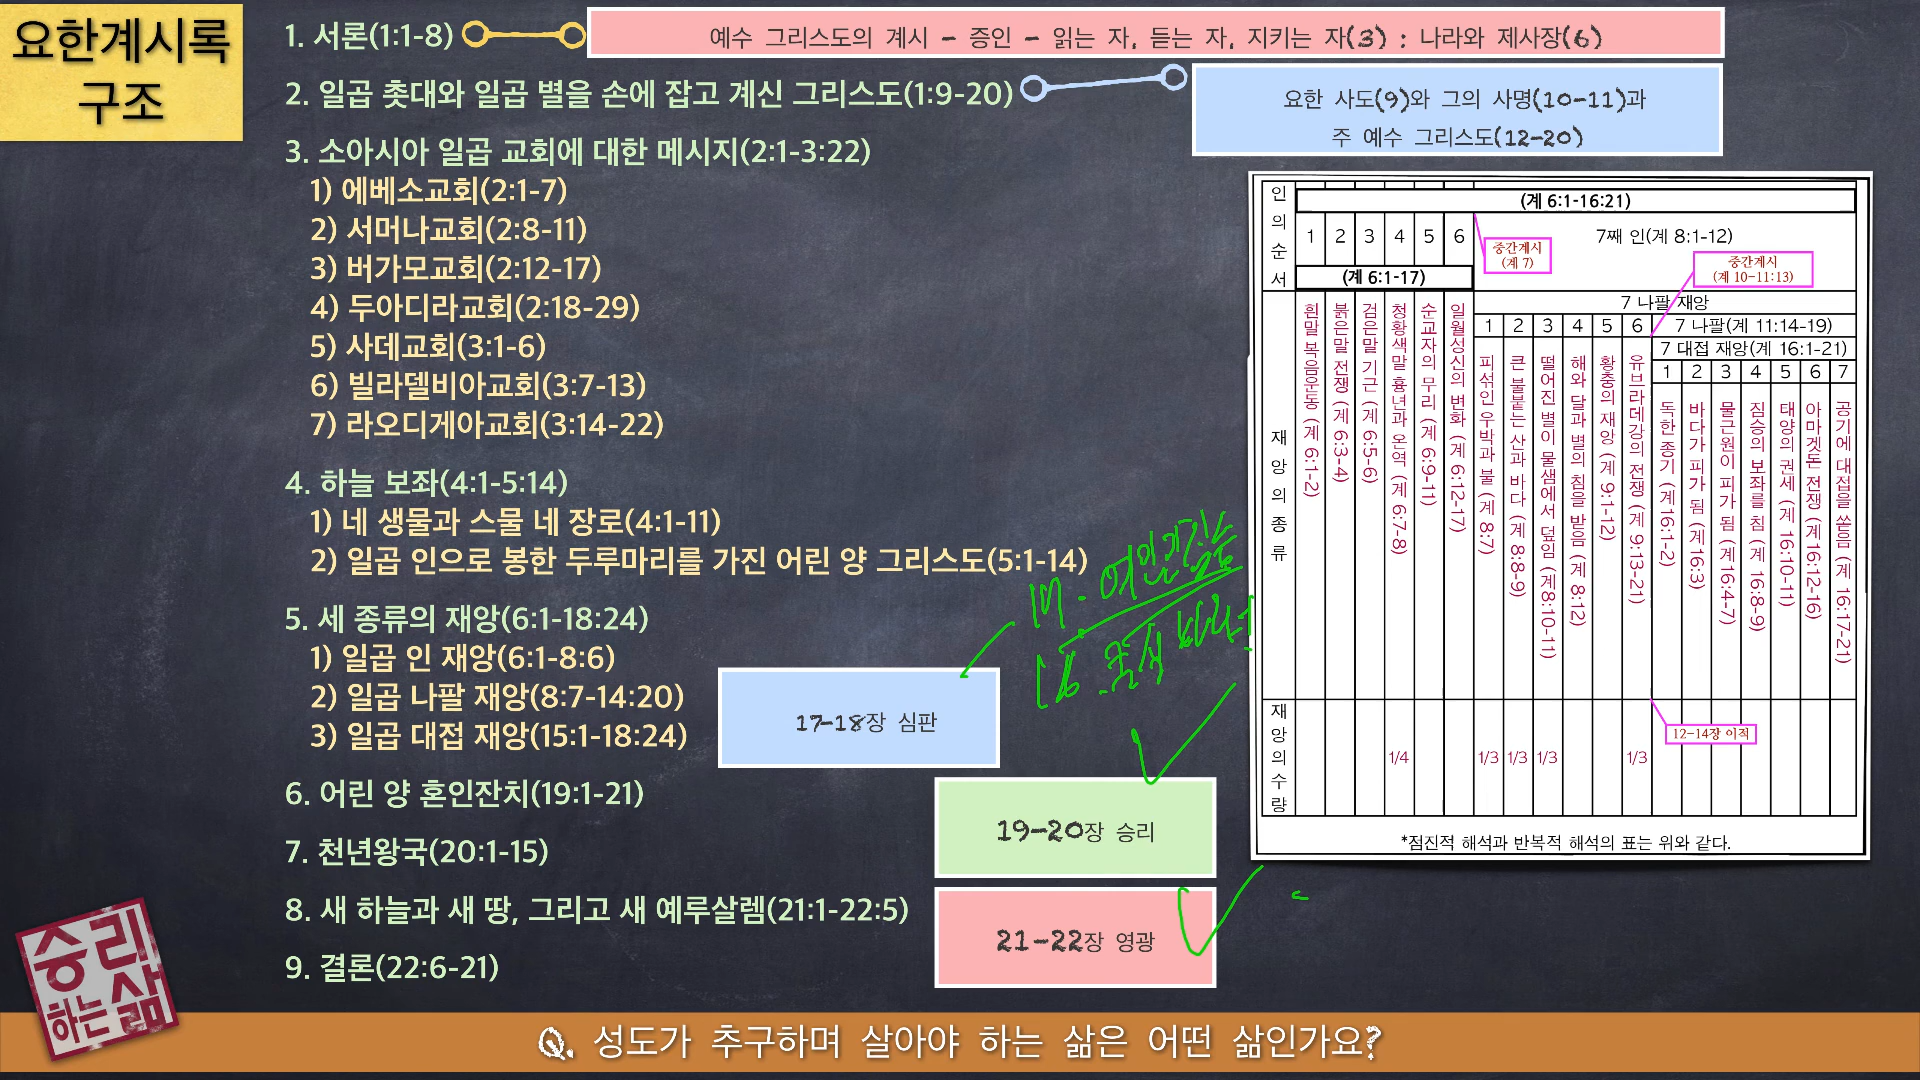 요한계시록
구조
1. 서론(1:1-8)
예수 그리스도의 계시 - 증인 - 읽는 자, 듣는 자, 지키는 자(3) : 나라와 제사장(6)
2. 일곱 촛대와 일곱 별을 손에 잡고 계신 그리스도(1:9-20)
요한 사도(9)와 그의 사명(10-11)과
주 예수 그리스도(12-20)
3. 소아시아 일곱 교회에 대한 메시지(2:1-3:22)
1) 에베소교회(2:1-7)
2) 서머나교회(2:8-11)
3) 버가모교회(2:12-17)
4) 두아디라교회(2:18-29)
5) 사데교회(3:1-6)
6) 빌라델비아교회(3:7-13)
7) 라오디게아교회(3:14-22)
4. 하늘 보좌(4:1-5:14)
1) 네 생물과 스물 네 장로(4:1-11)
2) 일곱 인으로 봉한 두루마리를 가진 어린 양 그리스도(5:1-14)
5. 세 종류의 재앙(6:1-18:24)
1) 일곱 인 재앙(6:1-8:6)
2) 일곱 나팔 재앙(8:7-14:20)
3) 일곱 대접 재앙(15:1-18:24)
17-18장 심판
6. 어린 양 혼인잔치(19:1-21)
19-20장 승리
7. 천년왕국(20:1-15)
8. 새 하늘과 새 땅, 그리고 새 예루살렘(21:1-22:5)
21-22장 영광
9. 결론(22:6-21)
17.
16.
인의순서
(계 6:1-16:21)
1 2 3 4 5 6
중간계시
(계 7)
7째 인(계 8:1-12)
중간계시
(계 10-11:13)
(계 6:1-17)
7 나팔 재앙
1 2 3 4 5 6
7 나팔(계 11:14-19)
7 대접 재앙(계 16:1-21)
1 2 3 4 5 6 7
재앙의종류
흰말 복음운동 (계 6:1-2)
붉은말 전쟁 (계 6:3-4)
검은말 기근 (계 6:5-6)
청황색말 흉년과 온역 (계 6:7-8)
순교자의 무리 (계 6:9-11)
일월성신의 변화 (계 6:12-17)
피섞인 우박과 불 (계 8:7)
큰 불붙는 산과 바다 (계 8:8-9)
떨어진 별이 물샘에서 덮힘 (계8:10-11)
해와 달과 별의 침을 받음 (계 8:12)
황충의 재앙 (계 9:1-12)
유브라데강의 전쟁 (계 9:13-21)
독한 종기 (계16:1-2)
바다가 피가 됨 (계16:3)
물근원이 피가 됨 (계16:4-7)
짐승의 보좌를 침 (계 16:8-9)
태양의 권세 (계 16:10-11)
아마겟돈 전쟁 (계16:12-16)
공기에 대접을 쏟음 (계 16:17-21)
재앙의수량
1/4 1/3 1/3 1/3 1/3
12-14장 이적
*점진적 해석과 반복적 해석의 표는 위와 같다.
승리
하는 삶
Q. 성도가 추구하며 살아야 하는 삶은 어떤 삶인가요?